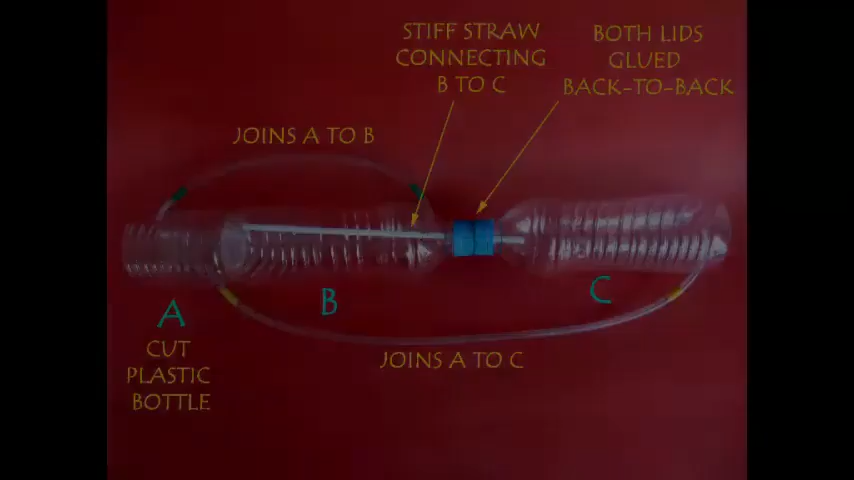 STIFF STRAW
CONNECTING
B TO C
BOTH LIDS
GLUED
BACK-TO-BACK
JOINS A TO B
A
B
C
CUT
PLASTIC
BOTTLE
JOINS A TO C